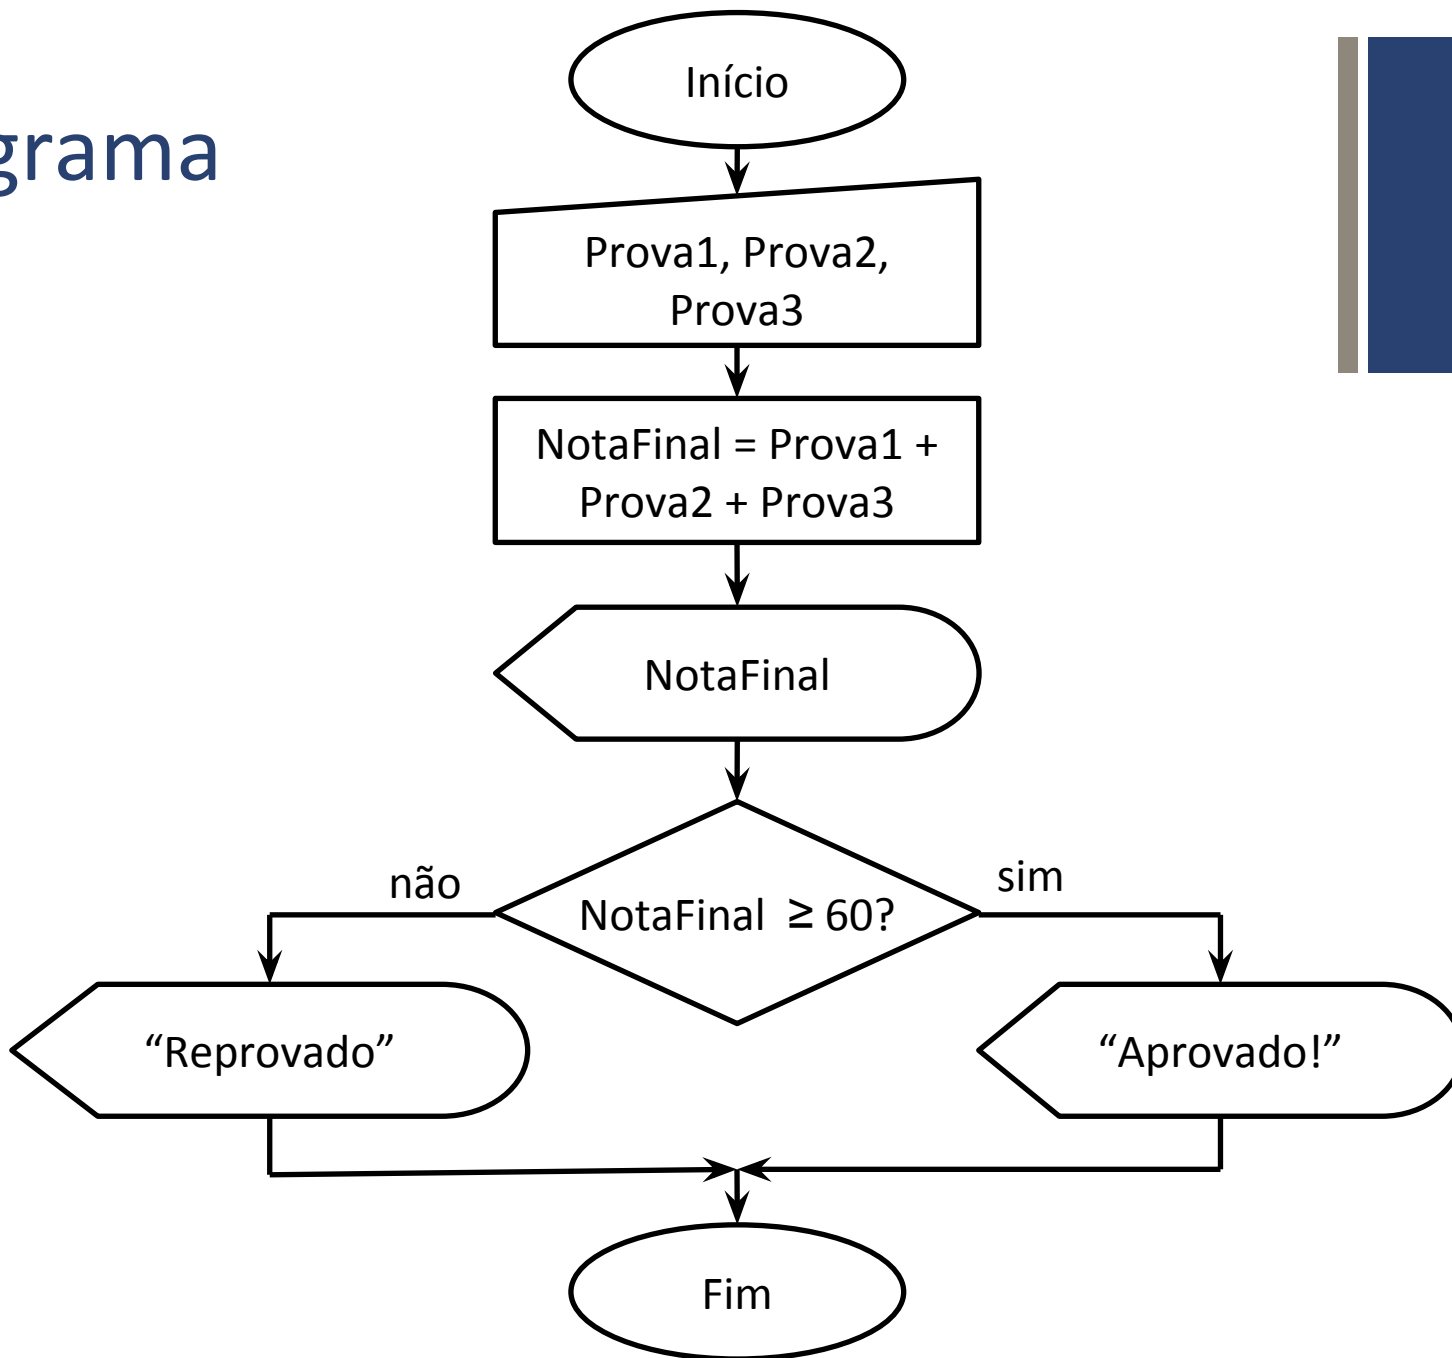 grama
Início
Prova1, Prova2,
Prova3
NotaFinal = Prova1 +
Prova2 + Prova3
NotaFinal
não
sim
NotaFinal ≥ 60?
“Reprovado”
“Aprovado!”
Fim